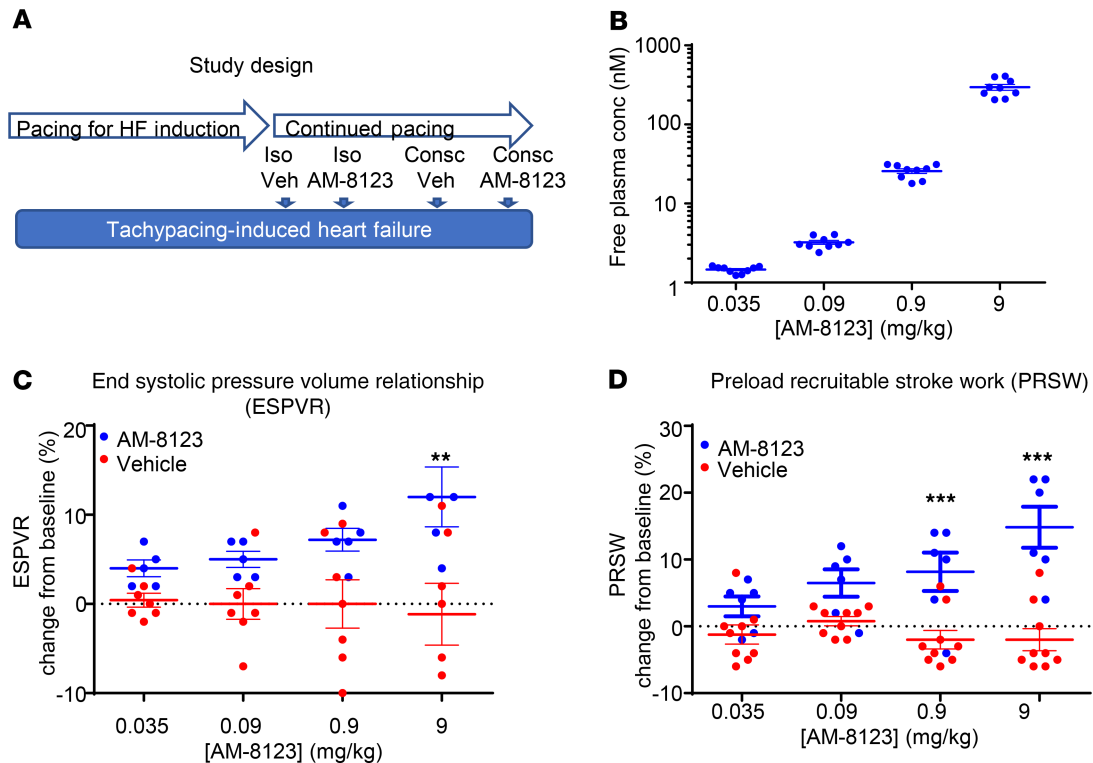 A
Study design
Pacing for HF induction
Continued pacing
Iso
Veh
Iso
AM-8123
Consc
Veh
Consc
AM-8123
Tachypacing-induced heart failure
B
Free plasma conc (nM)
1000
100
10
1
0.035
0.09
0.9
9
[AM-8123] (mg/kg)
C
End systolic pressure volume relationship
(ESPVR)
ESPVR
change from baseline (%)
20
10
0
-10
AM-8123
Vehicle
**
0.035
0.09
0.9
9
[AM-8123] (mg/kg)
D
Preload recruitable stroke work (PRSW)
PRSW
change from baseline (%)
30
20
10
0
-10
AM-8123
Vehicle
***
***
0.035
0.09
0.9
9
[AM-8123] (mg/kg)